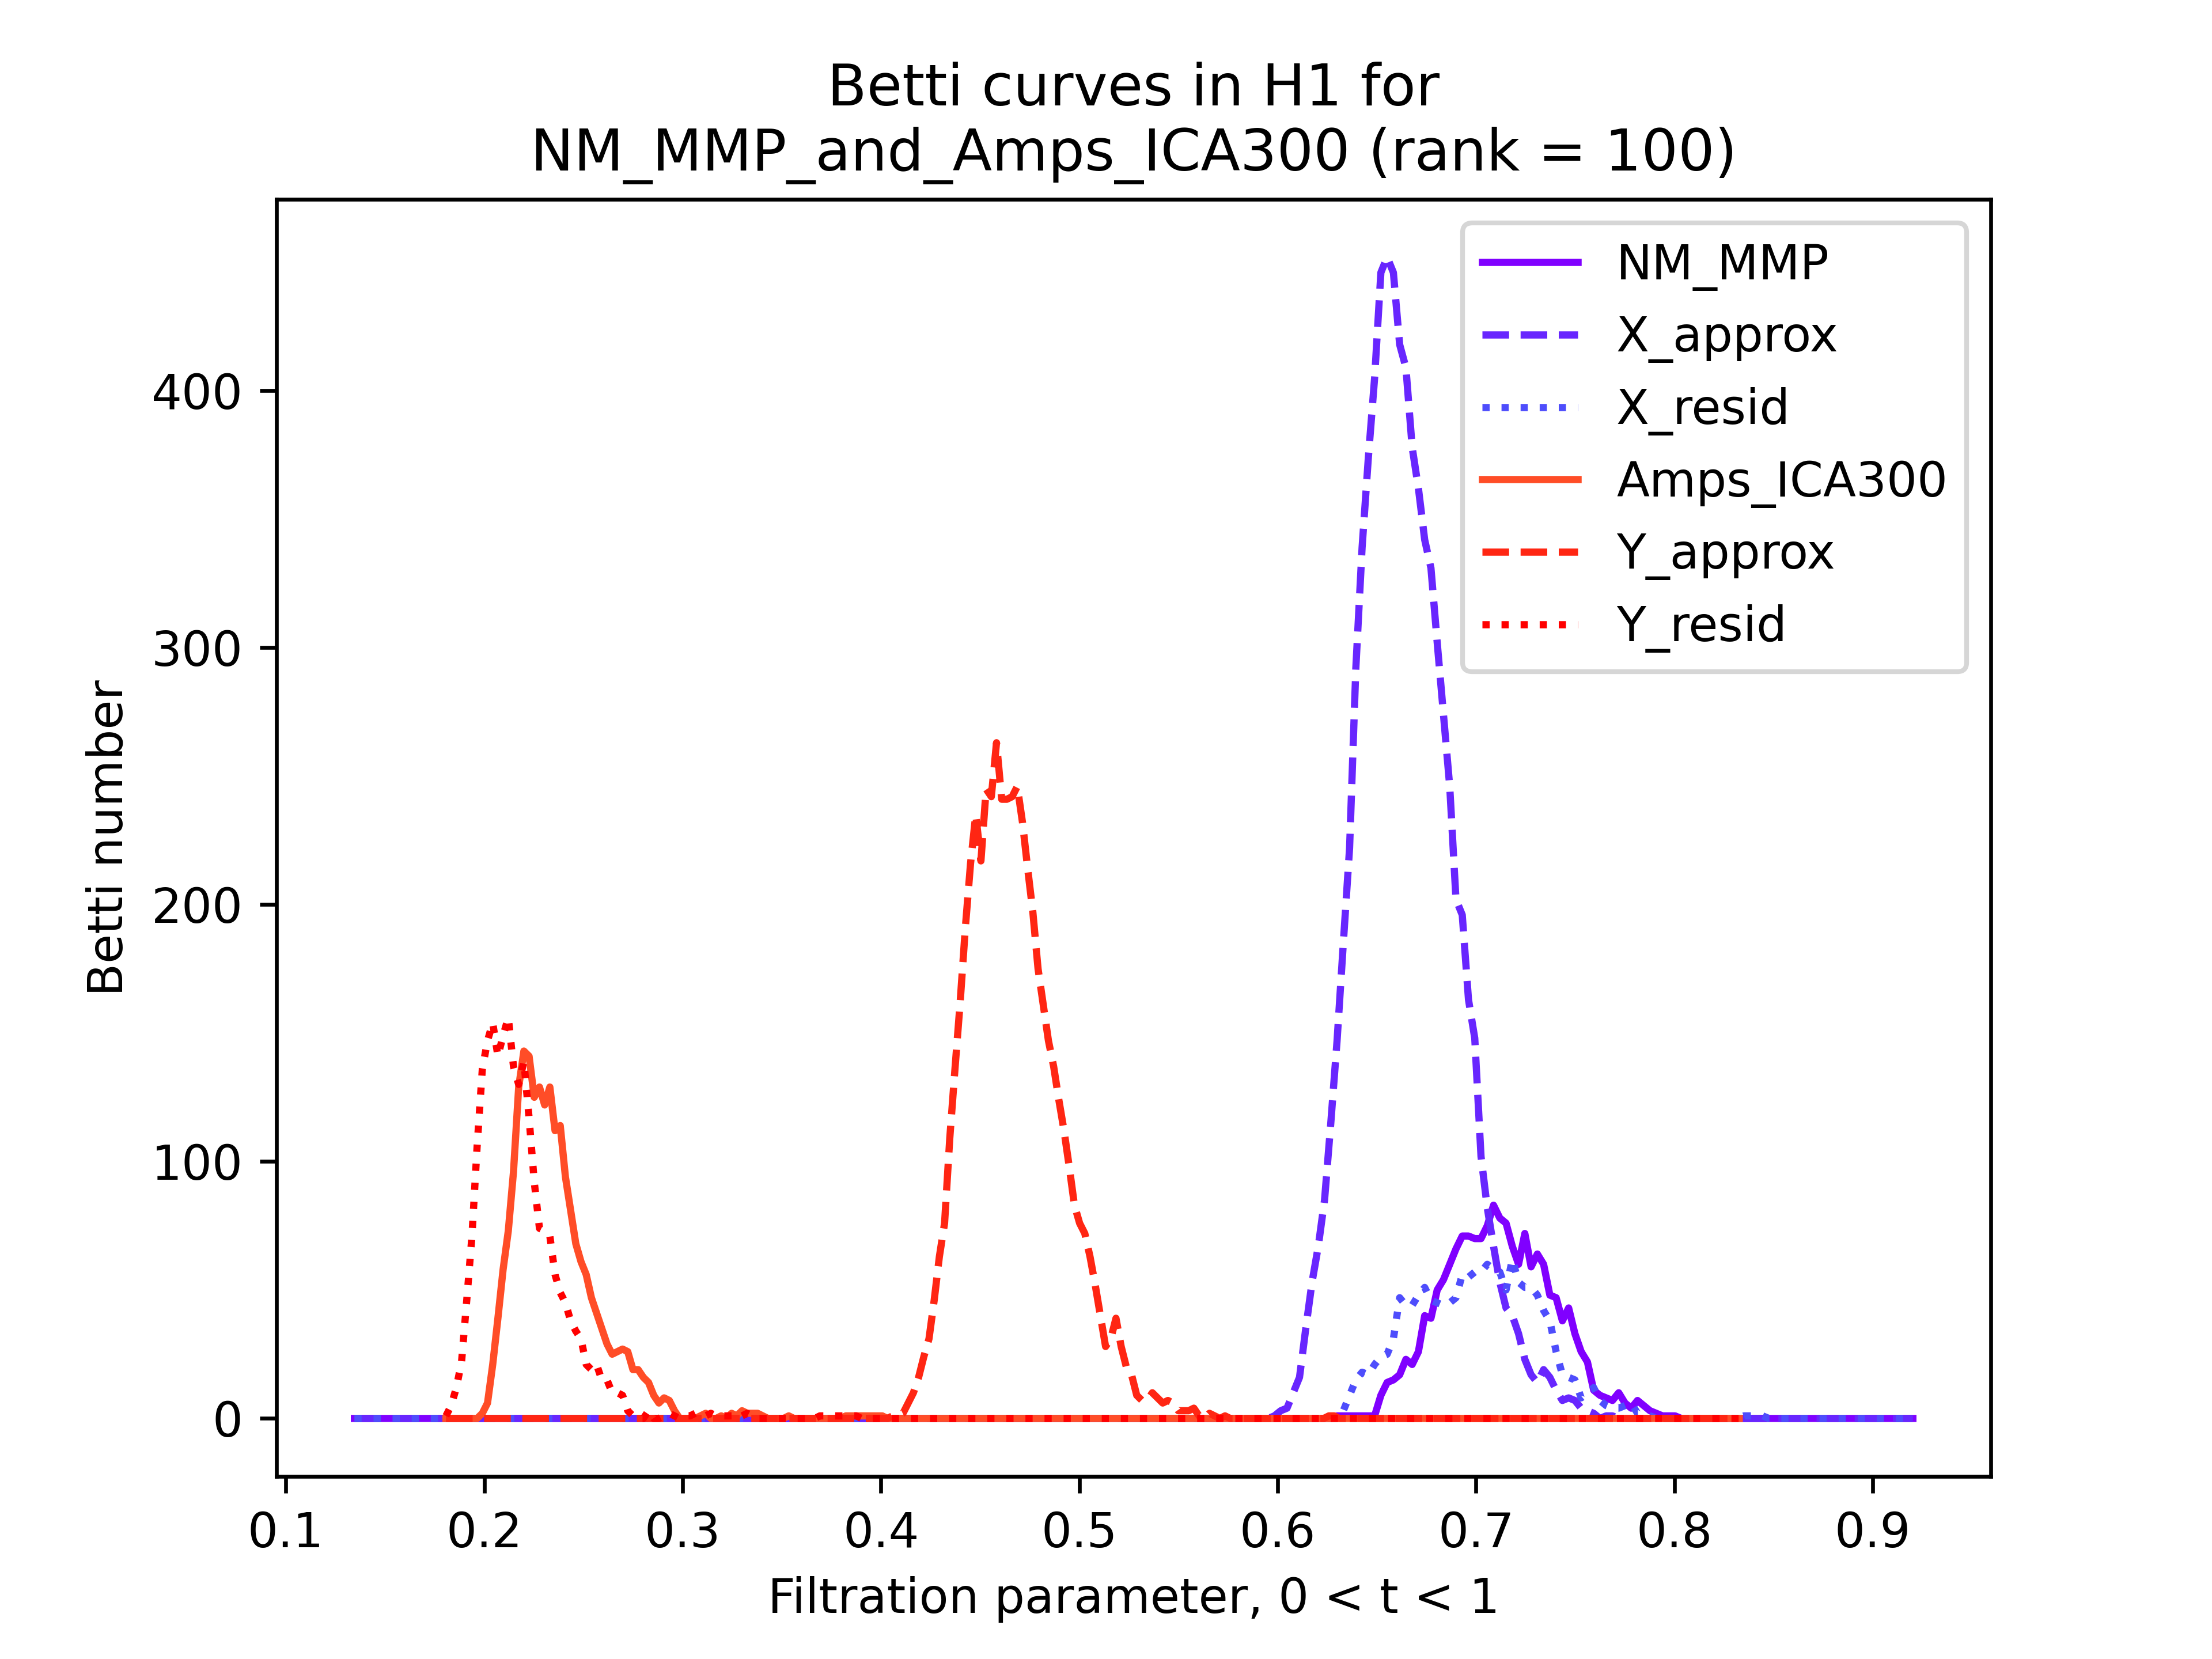 Betti curves in H1 for
NM_MMP_and_Amps_ICA300 (rank = 100)
NM_MMP
X_approx
X_resid
Amps_ICA300
Y_approx
Y_resid
Betti number
400
300
200
100
0
0.1 0.2 0.3 0.4 0.5 0.6 0.7 0.8 0.9
Filtration parameter, 0 < t < 1